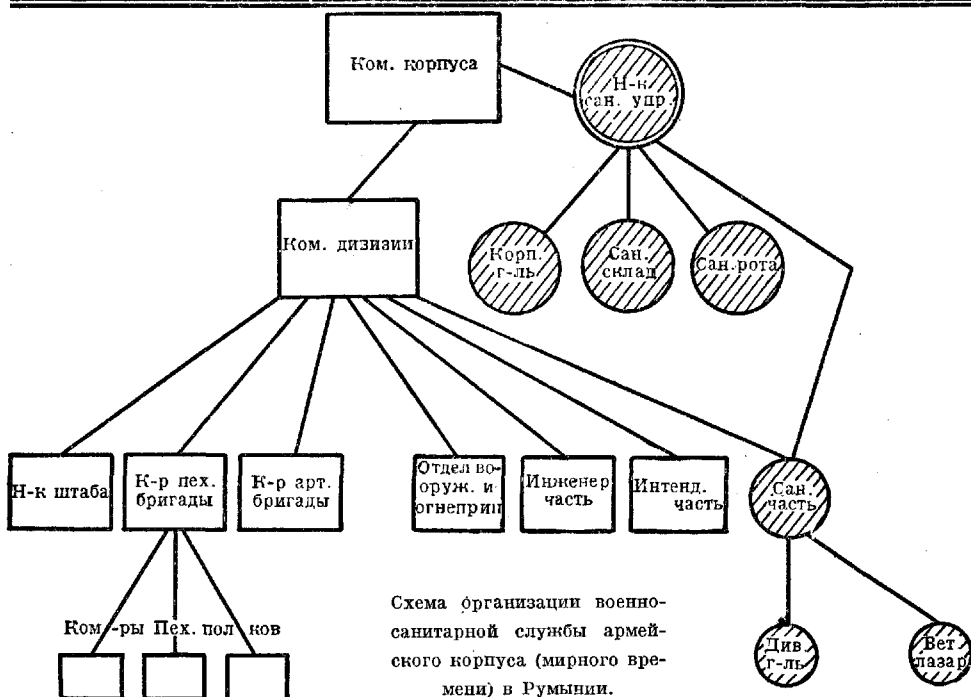 Ком. корпуса
Н-к
сан. упр.
Ком. дизизии
Корп.
г-ль
Сан.
склад
Сан.рота
Н-к штаба
К-р пех.
бригады
К-р арт.
бригады
Отдел во-
оруж. и
огнеприп
Инженер
часть
Интенд.
часть
Сан.
часть
Ком-ры Пех. полков
Див
г-ль
Вет
лазар
Схема организации военно-
санитарной службы армей-
ского корпуса (мирного вре-
мени) в Румынии.